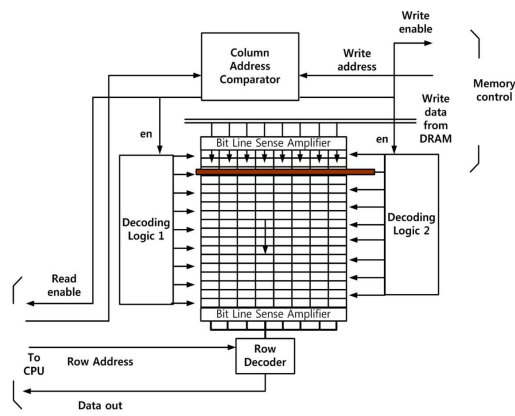 Write
enable
Column
Address
Comparator
Write
address
Memory
control
Write
data
from
DRAM
en
en
Bit Line Sense Amplifier
Decoding
Logic 1
Decoding
Logic 2
Read
enable
Bit Line Sense Amplifier
To
CPU
Row Address
Row
Decoder
Data out